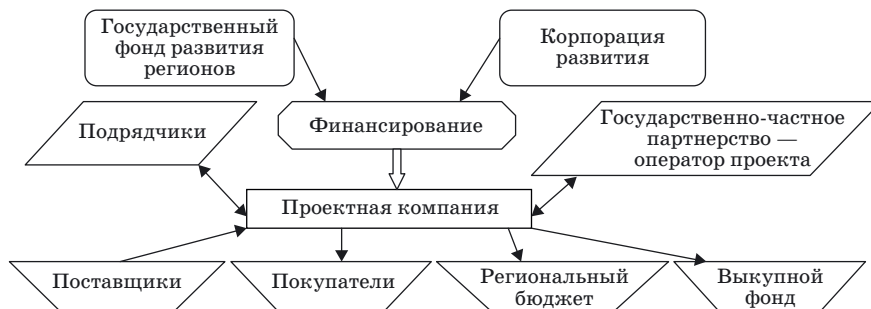 Государственный
фонд развития
регионов
Корпорация
развития
Подрядчики
Финансирование
Государственно-частное
партнерство —
оператор проекта
Проектная компания
Поставщики
Покупатели
Региональный
бюджет
Выкупной
фонд